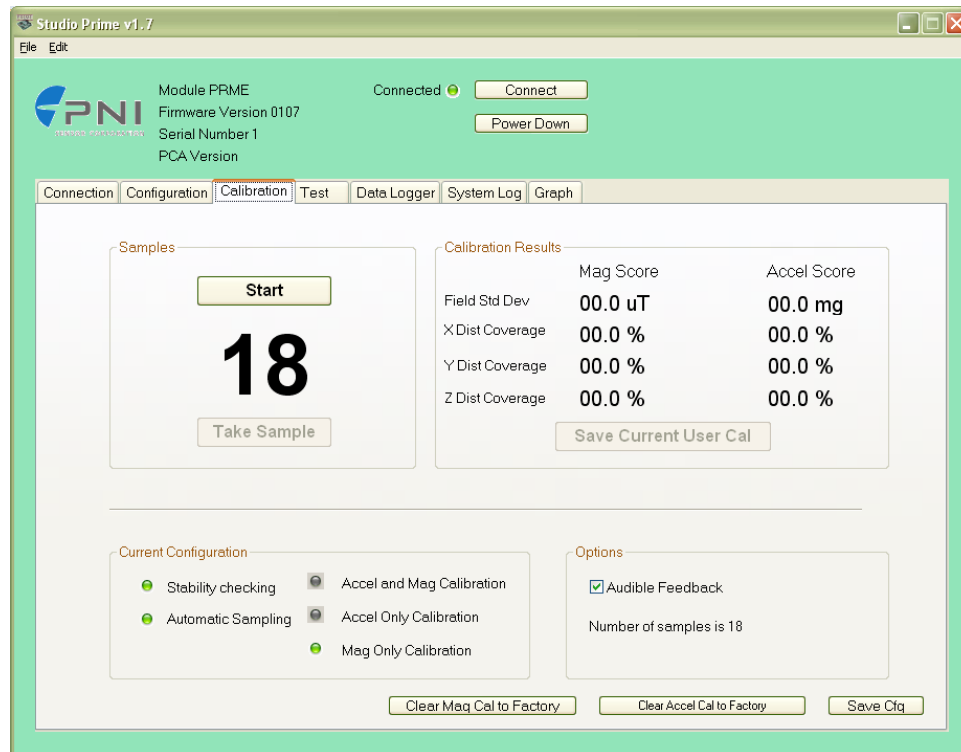 Studio Prime v1.7
File Edit
PNI
Module PRME
Firmware Version 0107
Serial Number 1
PCA Version
Connected
Connect
Power Down
Connection Configuration Calibration Test Data Logger System Log Graph
Samples
Start
18
Take Sample
Calibration Results
Mag Score Accel Score
Field Std Dev 00.0 uT 00.0 mg
X Dist Coverage 00.0 % 00.0 %
Y Dist Coverage 00.0 % 00.0 %
Z Dist Coverage 00.0 % 00.0 %
Save Current User Cal
Current Configuration
Stability checking
Automatic Sampling
Accel and Mag Calibration
Accel Only Calibration
Mag Only Calibration
Options
Audible Feedback
Number of samples is 18
Clear Mag Cal to Factory
Clear Accel Cal to Factory
Save Cfg